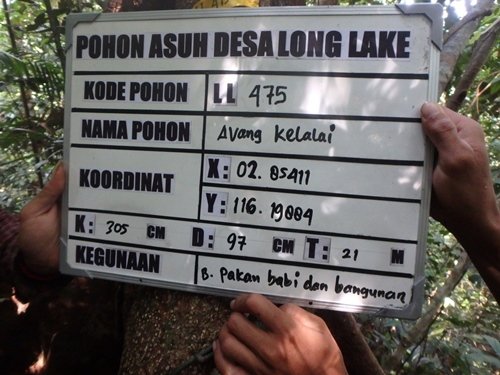 POHON ASUH DESA LONG LAKE
KODE POHON LL 475
NAMA POHON Avang Kelalai
KOORDINAT X: 02.85411
Y: 116.19884
K: 305 CM D: 97 CM T: 21 M
KEGUNAAN B. Pakan babi dan bangunan